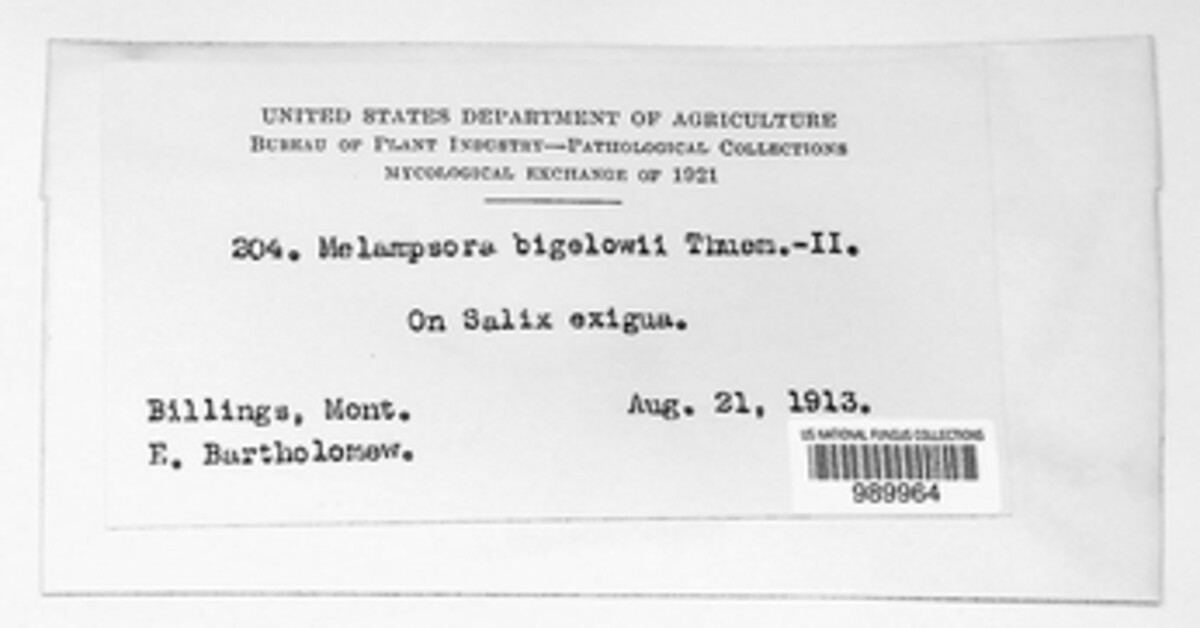 UNITED STATES DEPARTMENT OF AGRICULTURE
BUREAU OF PLANT INDUSTRY—PATHOLOGICAL COLLECTIONS
MYCOLOGICAL EXCHANGE OF 1921
204. Melampsora bigelowii Thuem.-II.
On Salix exigua.
Billings, Mont.
Aug. 21, 1913.
E. Bartholomew.
US NATIONAL FUNGUS COLLECTIONS
989964